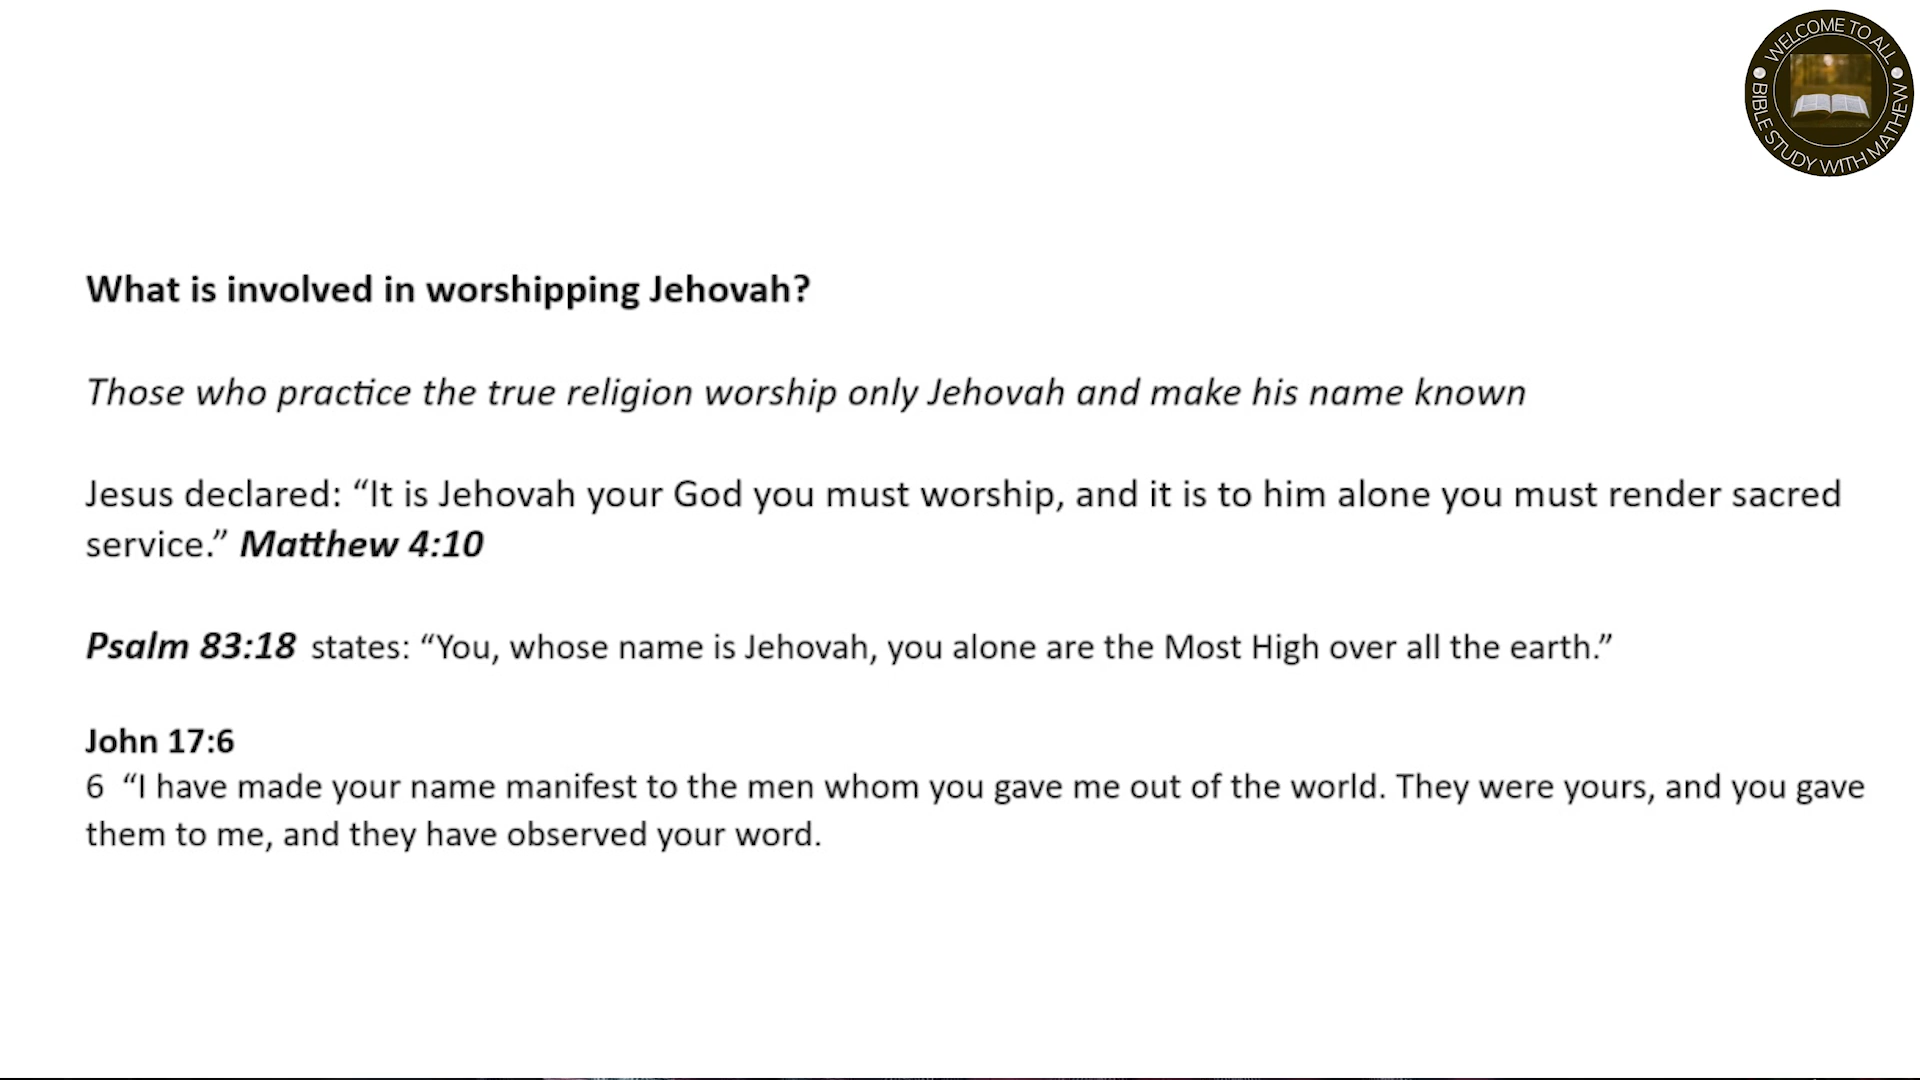 WELCOME TO ALL
BIBLE STUDY WITH MATHEW
What is involved in worshipping Jehovah?
Those who practice the true religion worship only Jehovah and make his name known
Jesus declared: “It is Jehovah your God you must worship, and it is to him alone you must render sacred
service.” Matthew 4:10
Psalm 83:18 states: “You, whose name is Jehovah, you alone are the Most High over all the earth.”
John 17:6
6 “I have made your name manifest to the men whom you gave me out of the world. They were yours, and you gave
them to me, and they have observed your word.